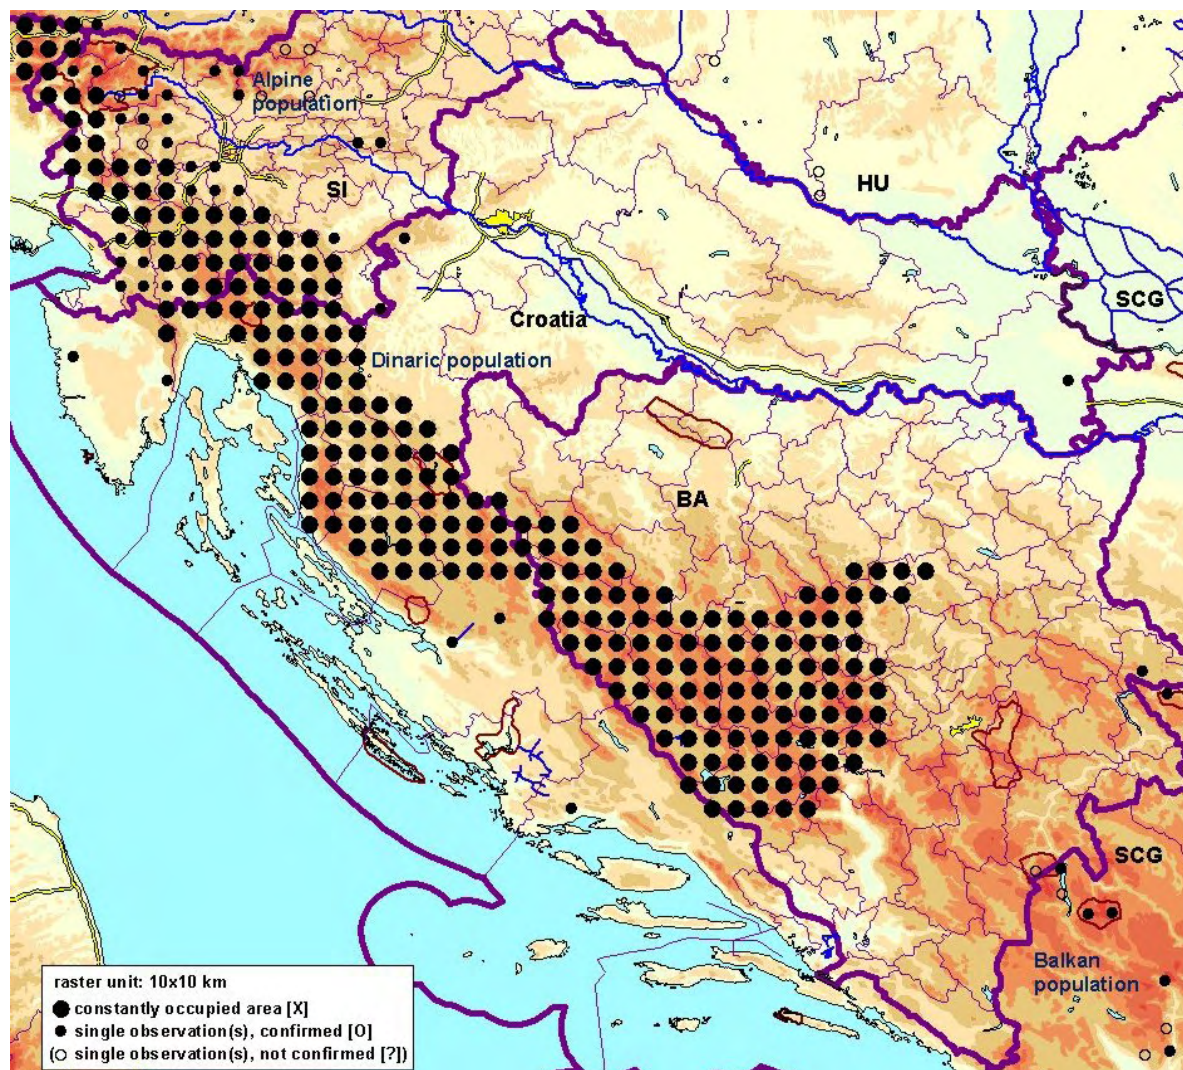 Alpine
population
SI
HU
SCG
Croatia
Dinaric population
BA
SCG
Balkan
population
raster unit: 10x10 km
constantly occupied area [X]
single observation(s), confirmed [O]
(○ single observation(s), not confirmed [?])